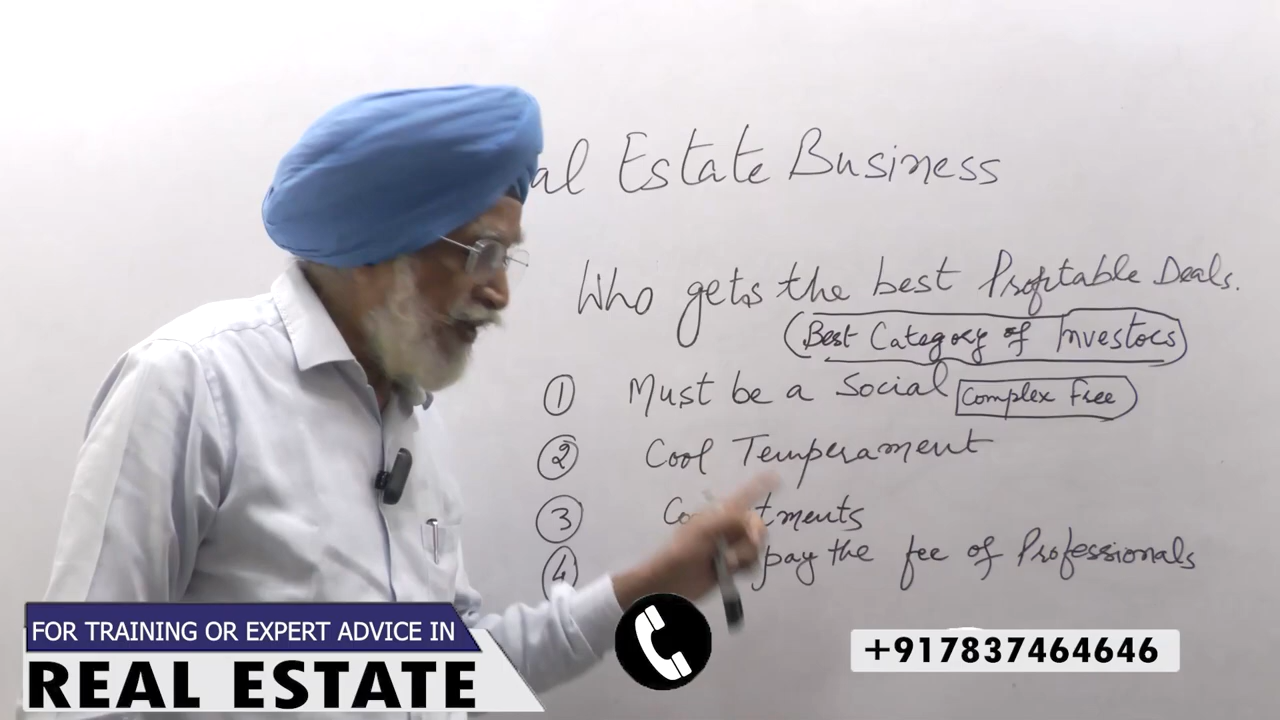 al Estate Business
Who gets the best Profitable Deals.
(Best Category of Investors)
① Must be a Social Complex Free
② Cool Temperament
③ Co tments
④ pay the fee of Professionals
FOR TRAINING OR EXPERT ADVICE IN
REAL ESTATE
+917837464646